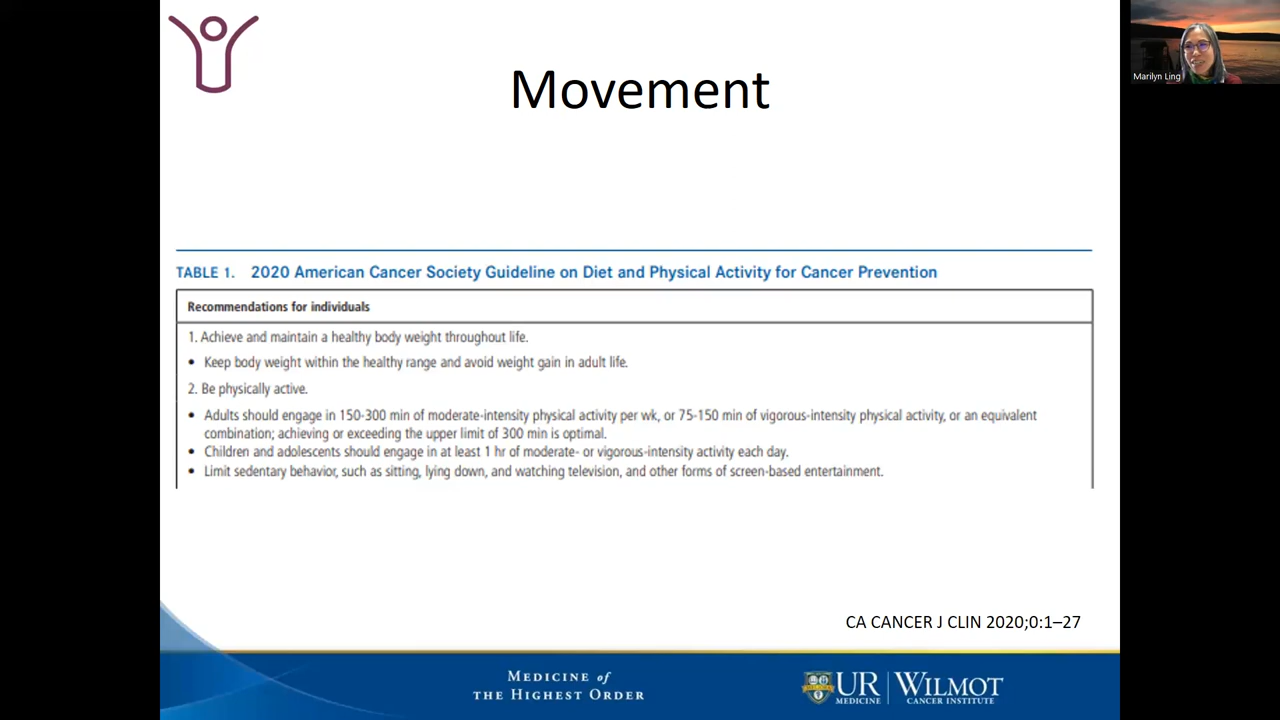 Movement
Marilyn Ling
TABLE 1. 2020 American Cancer Society Guideline on Diet and Physical Activity for Cancer Prevention
Recommendations for individuals
1. Achieve and maintain a healthy body weight throughout life.
• Keep body weight within the healthy range and avoid weight gain in adult life.
2. Be physically active.
• Adults should engage in 150-300 min of moderate-intensity physical activity per wk, or 75-150 min of vigorous-intensity physical activity, or an equivalent
combination; achieving or exceeding the upper limit of 300 min is optimal.
• Children and adolescents should engage in at least 1 hr of moderate- or vigorous-intensity activity each day.
• Limit sedentary behavior, such as sitting, lying down, and watching television, and other forms of screen-based entertainment.
CA CANCER J CLIN 2020;0:1–27
MEDICINE of
THE HIGHEST ORDER
UR
MEDICINE
WILMOT
CANCER INSTITUTE